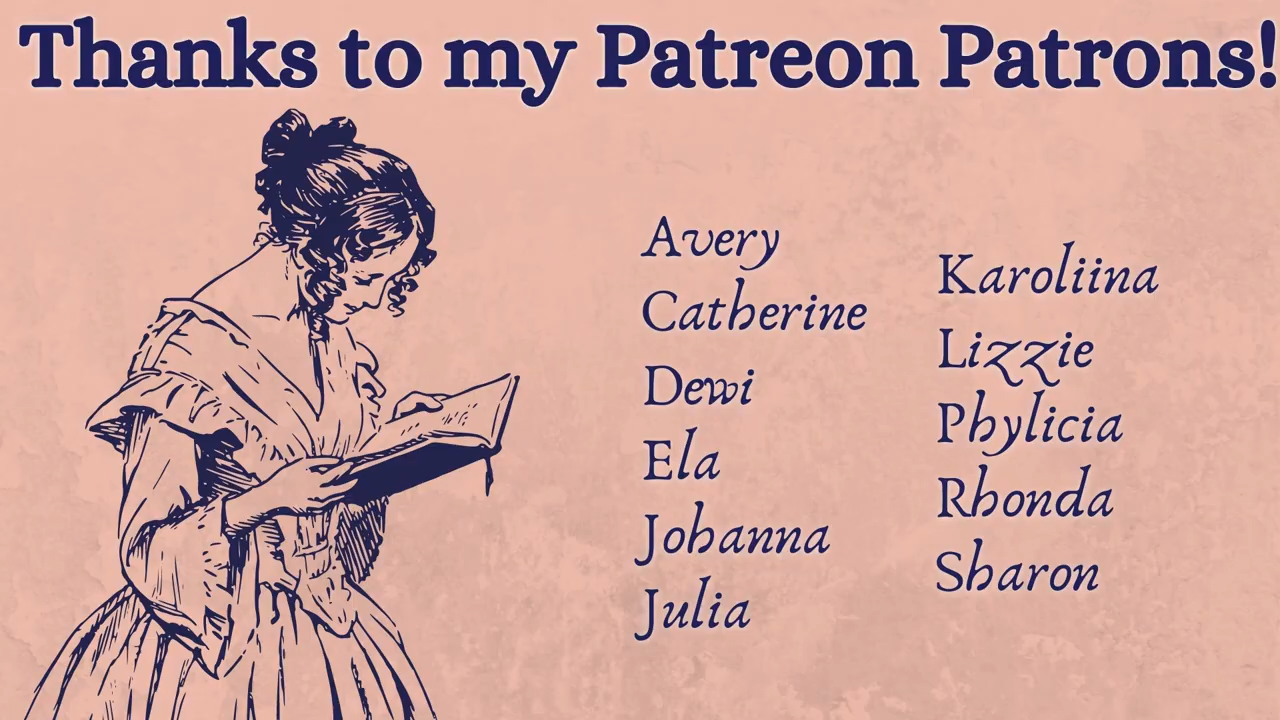 Thanks to my Patreon Patrons!
Avery
Catherine
Dewi
Ela
Johanna
Julia
Karoliina
Lizzie
Phylicia
Rhonda
Sharon